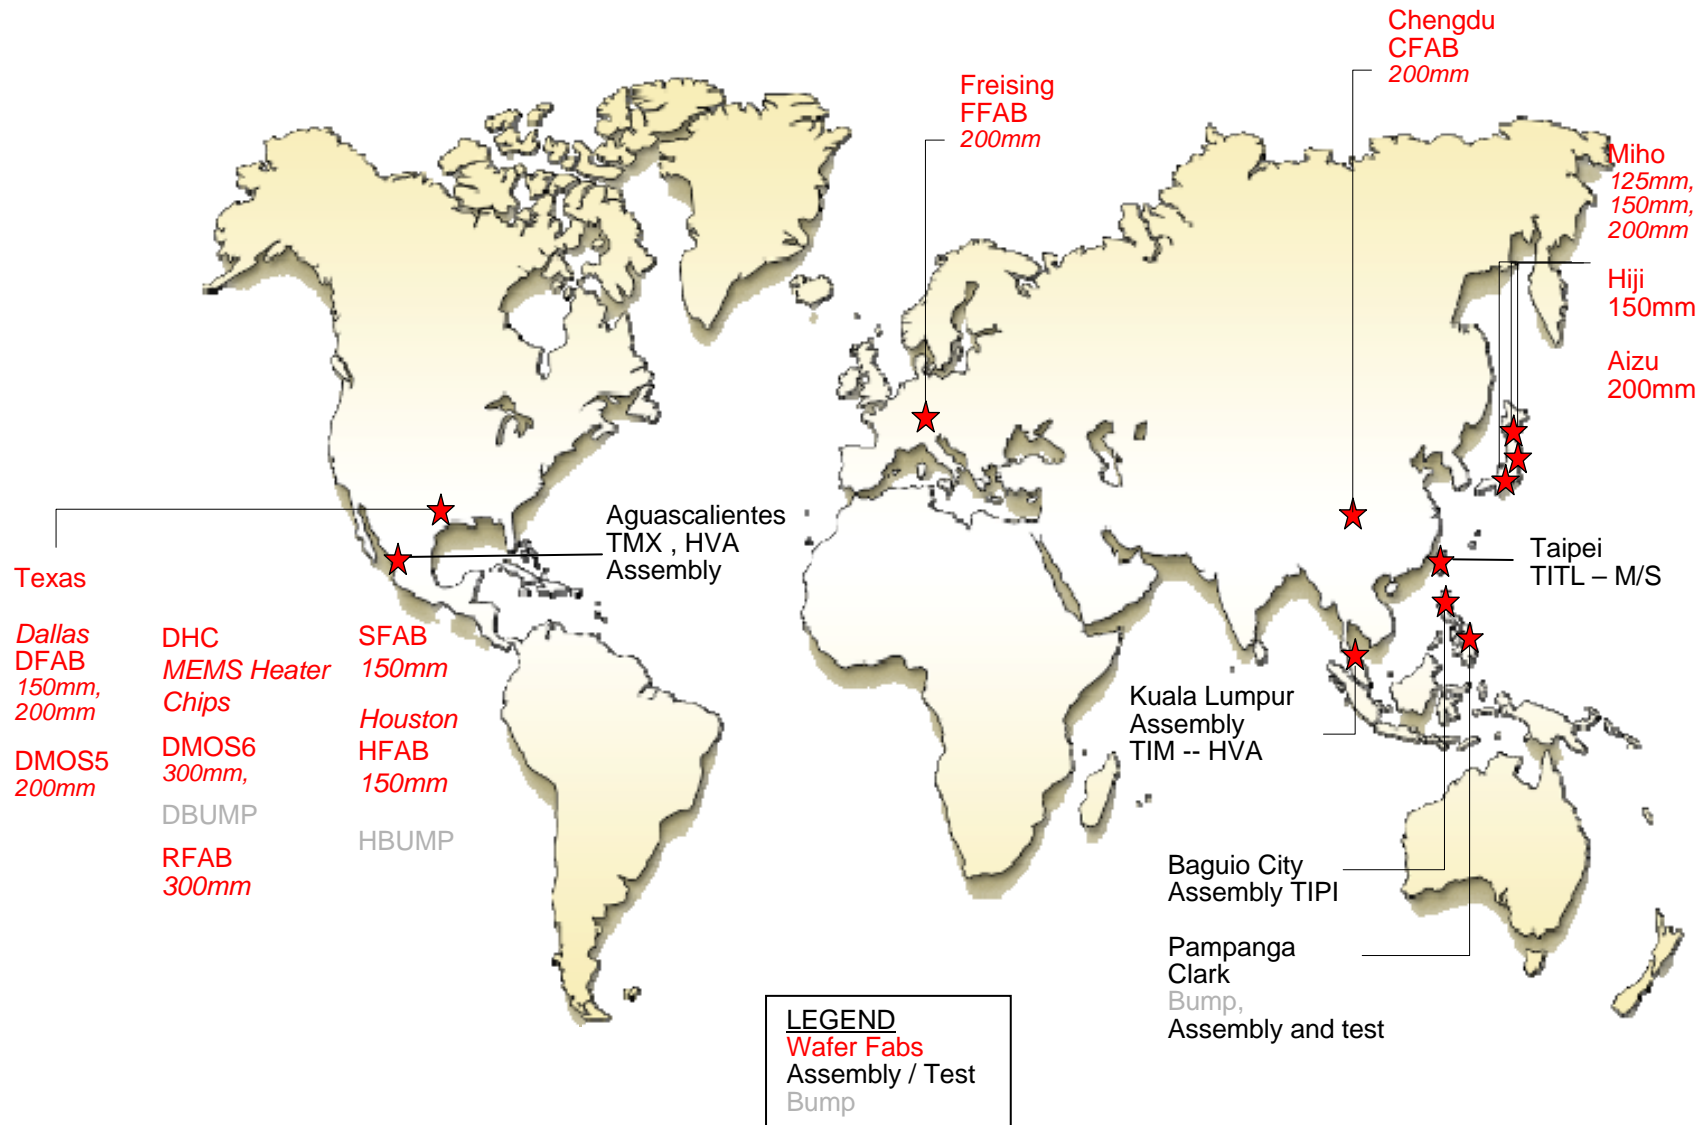 Chengdu
CFAB
200mm
Freising
FFAB
200mm
Miho
125mm,
150mm,
200mm
Hiji
150mm
Aizu
200mm
Aguascalientes
TMX , HVA
Assembly
Taipei
TITL – M/S
Texas
Dallas
DFAB
150mm,
200mm
DMOS5
200mm
DHC
MEMS Heater
Chips
DMOS6
300mm,
DBUMP
RFAB
300mm
SFAB
150mm
Houston
HFAB
150mm
HBUMP
Kuala Lumpur
Assembly
TIM -- HVA
Baguio City
Assembly TIPI
Pampanga
Clark
Bump,
Assembly and test
LEGEND
Wafer Fabs
Assembly / Test
Bump